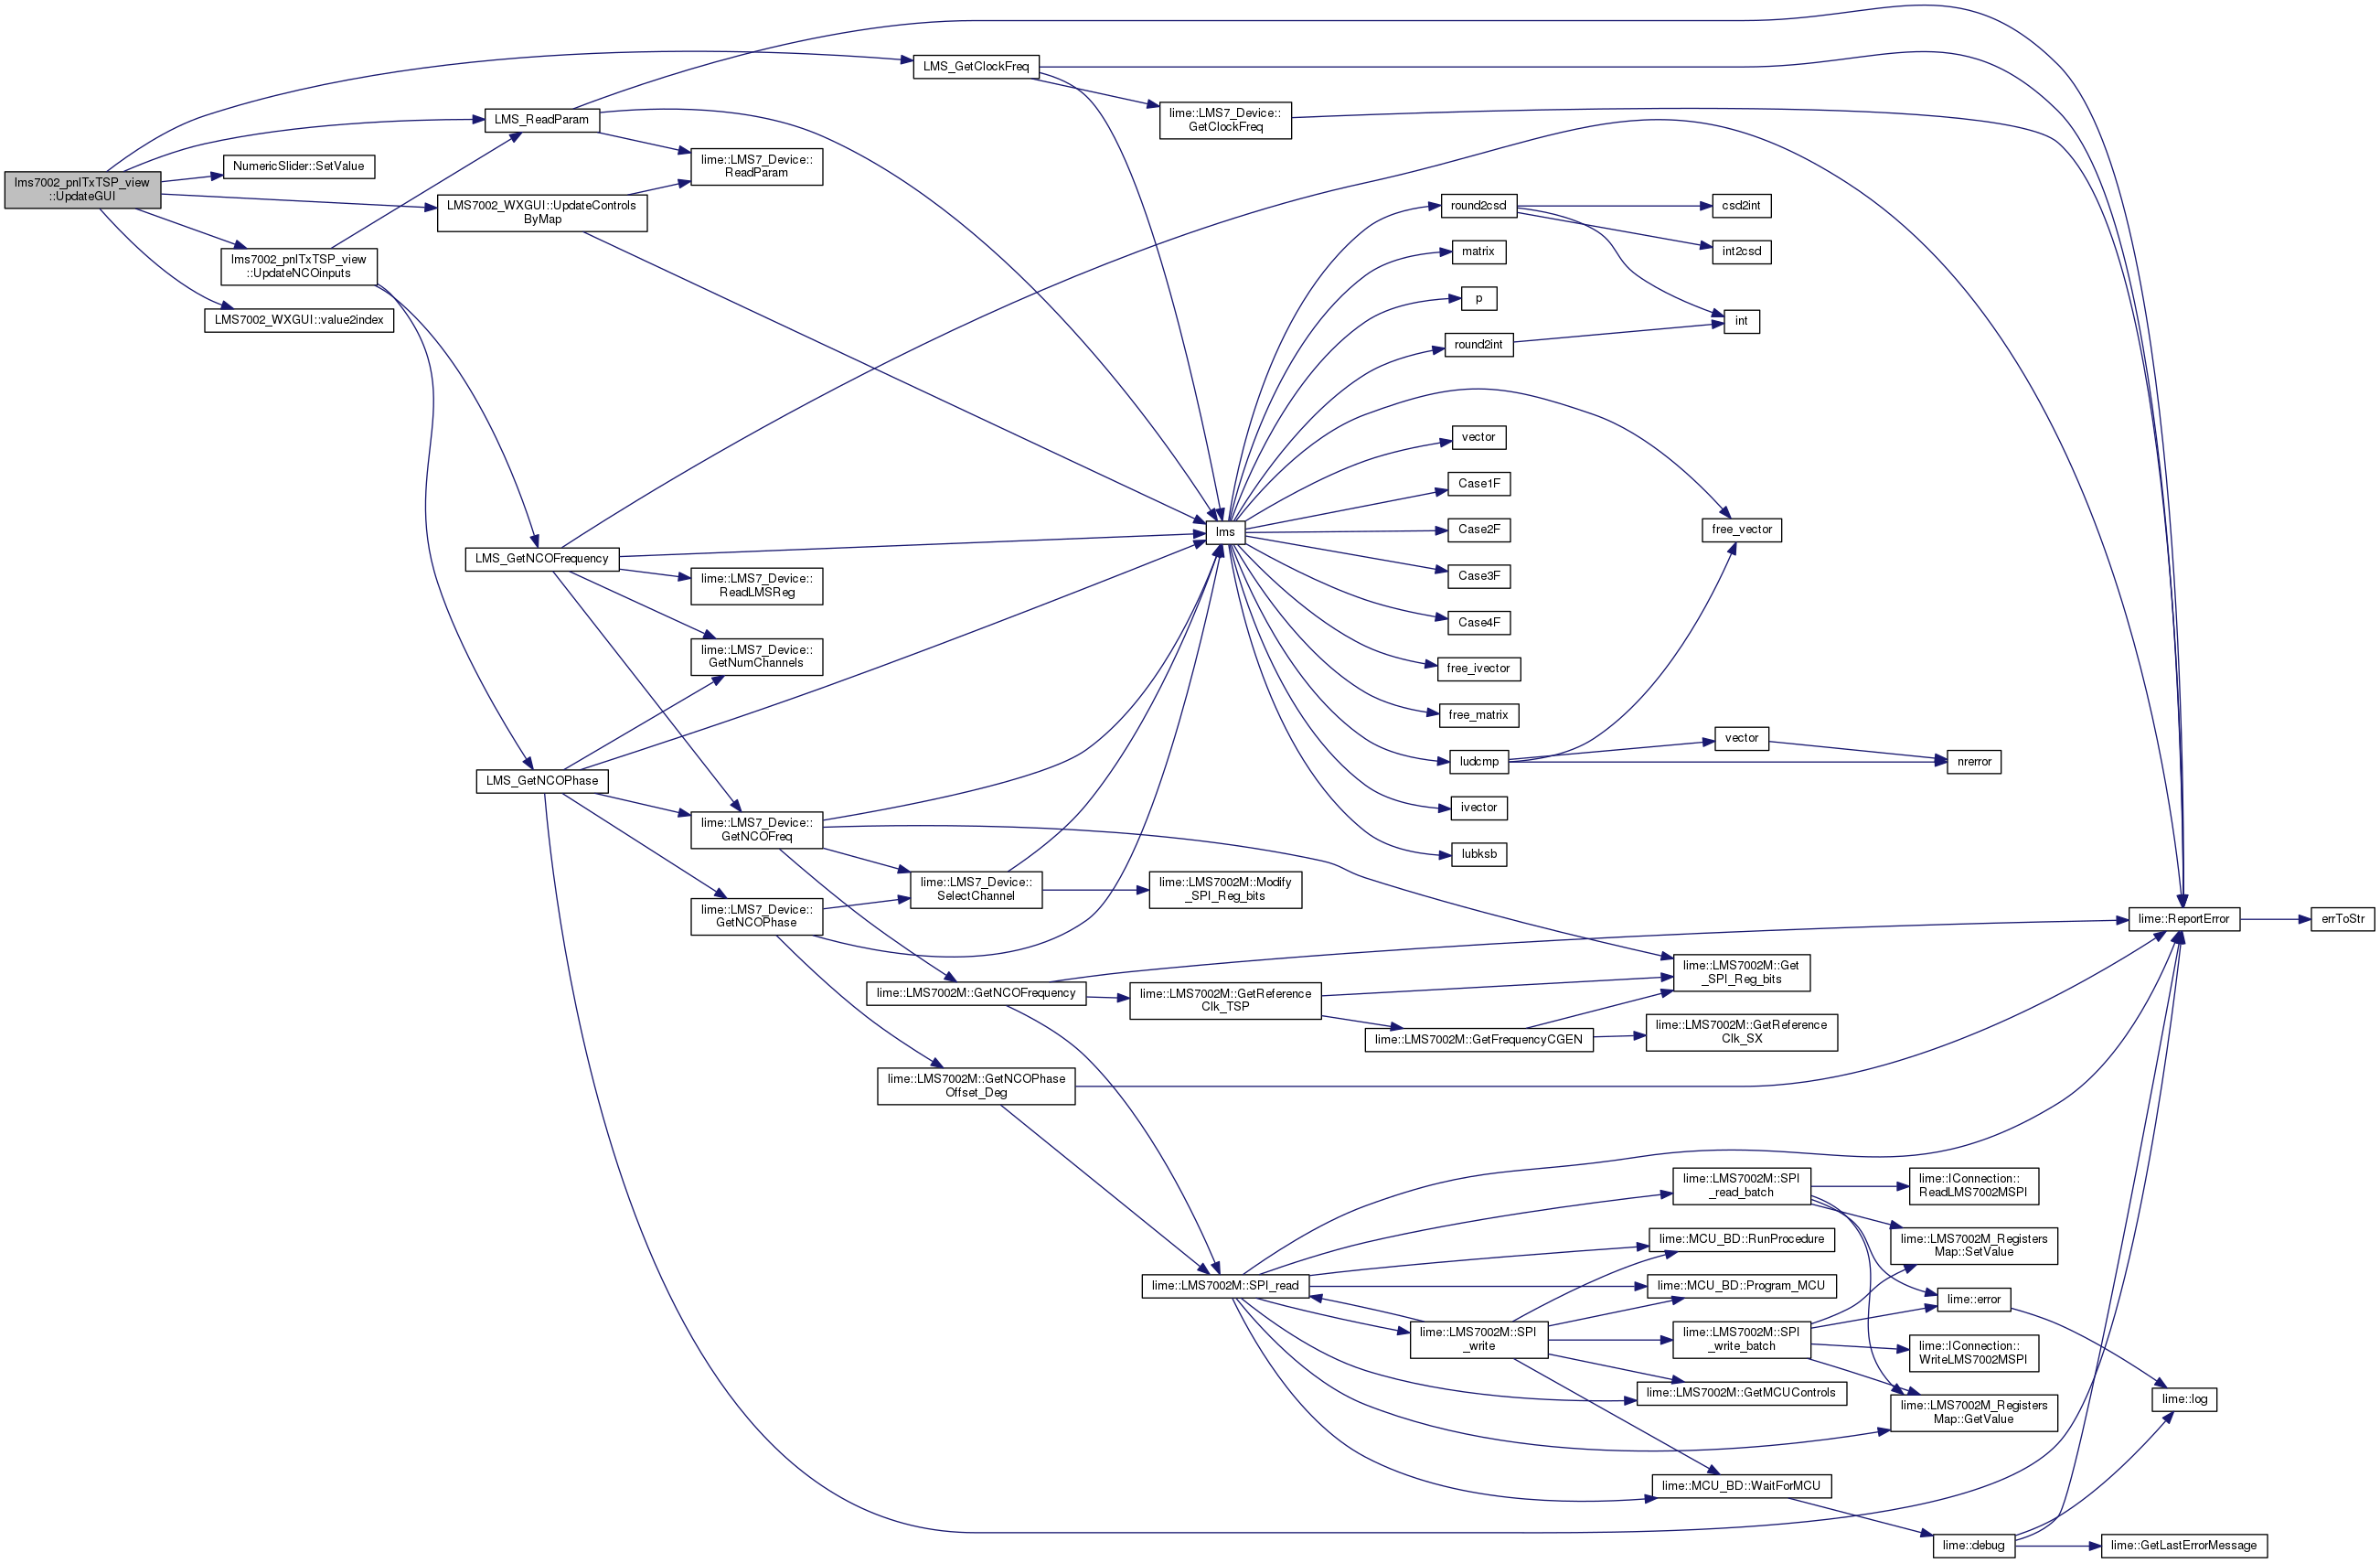 lms7002_pnlTxTSP_view
::UpdateGUI
LMS_GetClockFreq
LMS_ReadParam
lime::LMS7_Device::
GetClockFreq
NumericSlider::SetValue
lime::LMS7_Device::
ReadParam
LMS7002_WXGUI::UpdateControls
ByMap
lms7002_pnlTxTSP_view
::UpdateNCOinputs
LMS7002_WXGUI::value2index
round2csd
csd2int
matrix
int2csd
p
int
round2int
vector
Case1F
Case2F
free_vector
lms
LMS_GetNCOFrequency
lime::LMS7_Device::
ReadLMSReg
Case3F
Case4F
lime::LMS7_Device::
GetNumChannels
free_ivector
free_matrix
vector
ludcmp
nrerror
LMS_GetNCOPhase
ivector
lime::LMS7_Device::
GetNCOFreq
lubksb
lime::LMS7_Device::
SelectChannel
lime::LMS7002M::Modify
_SPI_Reg_bits
lime::LMS7_Device::
GetNCOPhase
lime::ReportError
errToStr
lime::LMS7002M::Get
_SPI_Reg_bits
lime::LMS7002M::GetNCOFrequency
lime::LMS7002M::GetReference
Clk_TSP
lime::LMS7002M::GetFrequencyCGEN
lime::LMS7002M::GetReference
Clk_SX
lime::LMS7002M::GetNCOPhase
Offset_Deg
lime::LMS7002M::SPI
_read_batch
lime::IConnection::
ReadLMS7002MSPI
lime::MCU_BD::RunProcedure
lime::LMS7002M_Registers
Map::SetValue
lime::LMS7002M::SPI_read
lime::MCU_BD::Program_MCU
lime::error
lime::LMS7002M::SPI
_write
lime::LMS7002M::SPI
_write_batch
lime::IConnection::
WriteLMS7002MSPI
lime::LMS7002M::GetMCUControls
lime::LMS7002M_Registers
Map::GetValue
lime::log
lime::MCU_BD::WaitForMCU
lime::debug
lime::GetLastErrorMessage